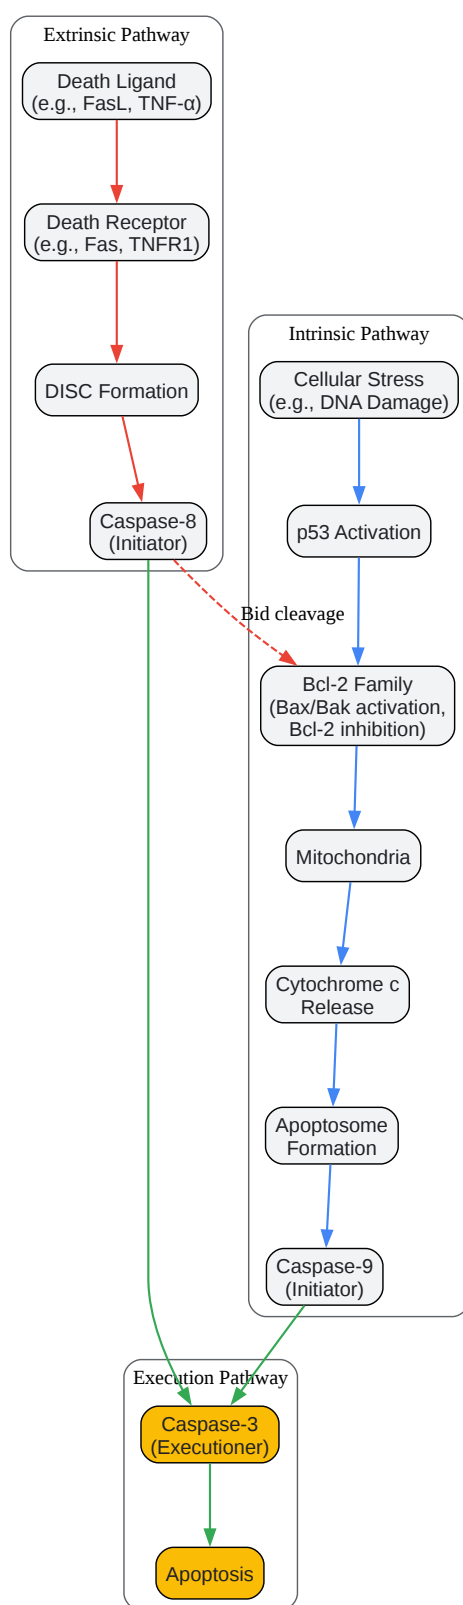 Extrinsic Pathway
Death Ligand
(e.g., FasL, TNF-α)
Death Receptor
(e.g., Fas, TNFR1)
DISC Formation
Caspase-8
(Initiator)
Bid cleavage
Intrinsic Pathway
Cellular Stress
(e.g., DNA Damage)
p53 Activation
Bcl-2 Family
(Bax/Bak activation,
Bcl-2 inhibition)
Mitochondria
Cytochrome c
Release
Apoptosome
Formation
Caspase-9
(Initiator)
Execution Pathway
Caspase-3
(Executioner)
Apoptosis